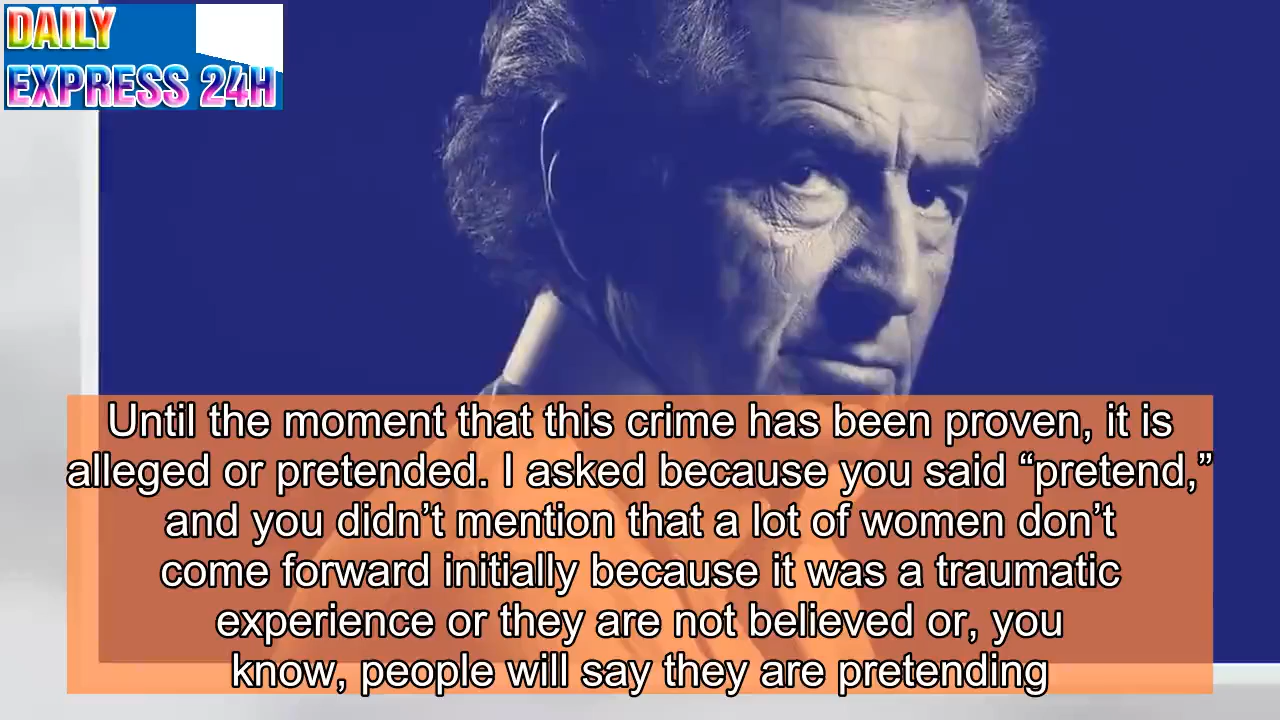 DAILY
EXPRESS 24H
Until the moment that this crime has been proven, it is
alleged or pretended. I asked because you said “pretend,”
and you didn’t mention that a lot of women don’t
come forward initially because it was a traumatic
experience or they are not believed or, you
know, people will say they are pretending